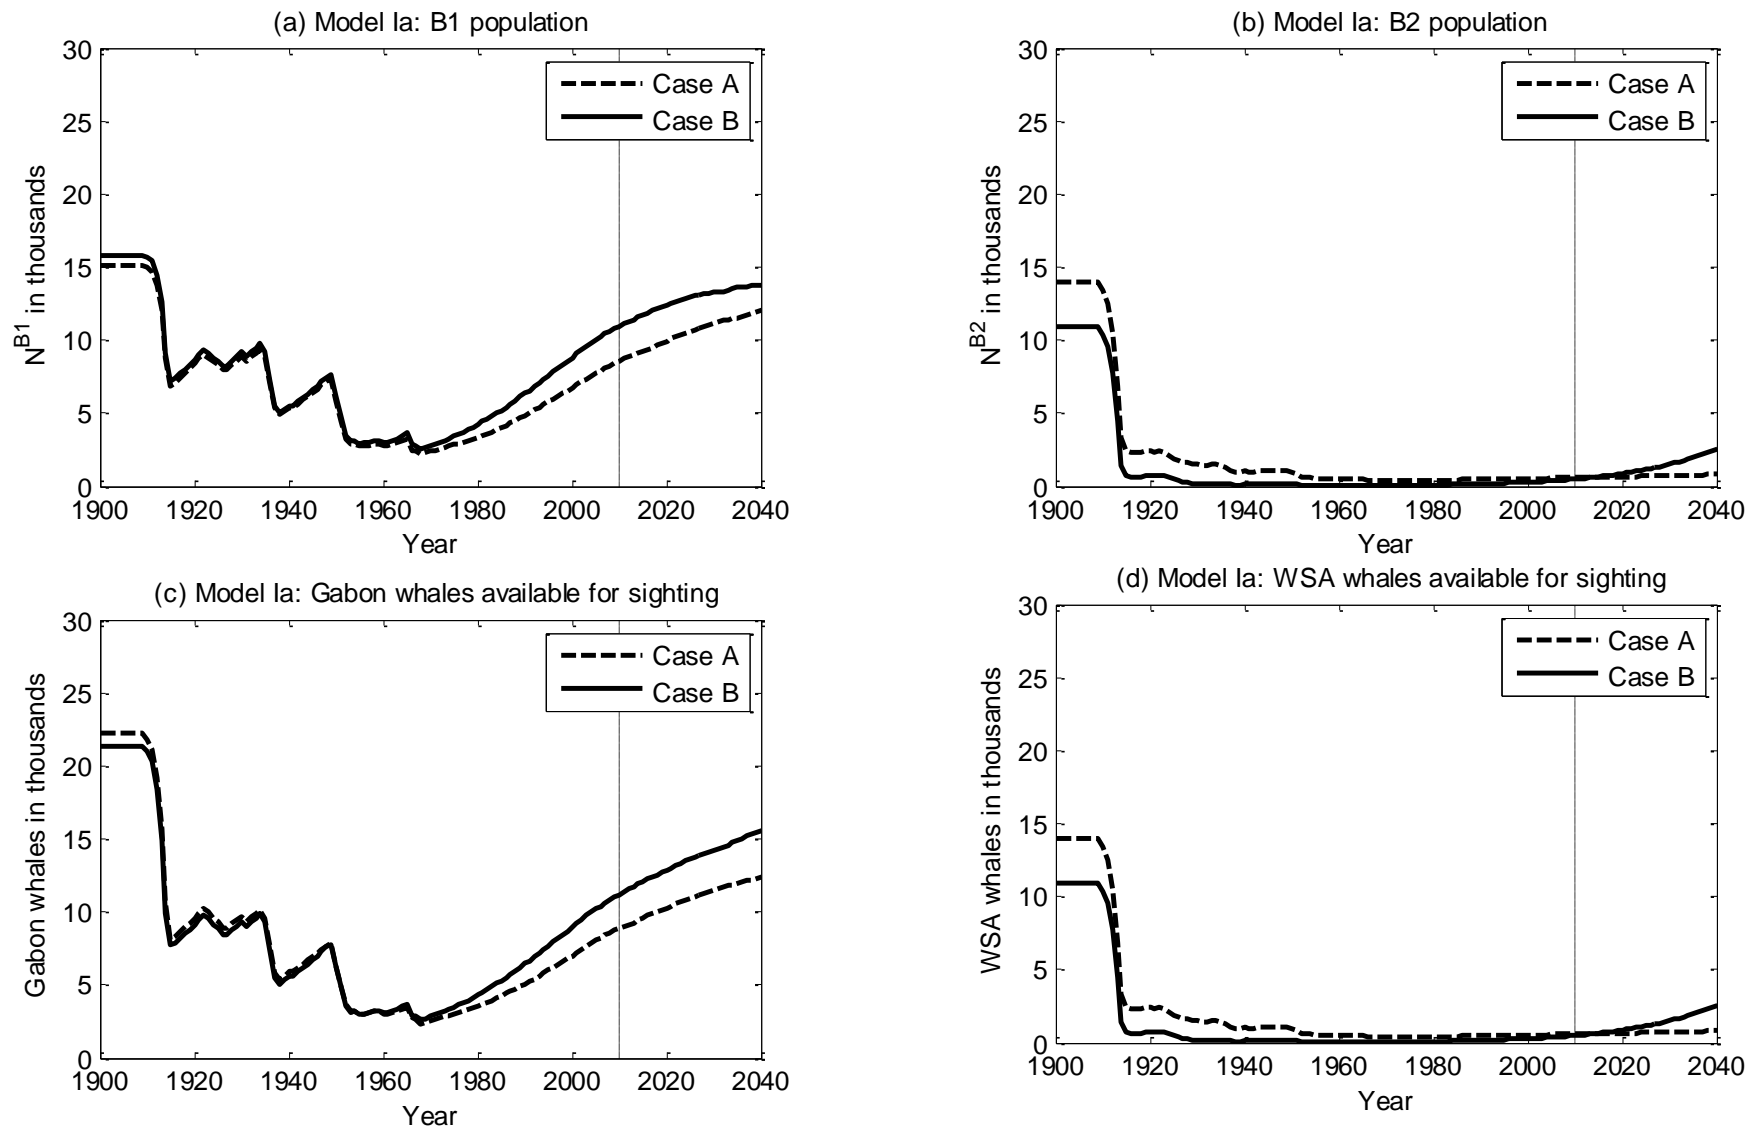 (a) Model Ia: B1 population
30
25
20
15
10
5
0
N^B1 in thousands
Case A
Case B
1900 1920 1940 1960 1980 2000 2020 2040
Year
(b) Model Ia: B2 population
30
25
20
15
10
5
0
N^B2 in thousands
Case A
Case B
1900 1920 1940 1960 1980 2000 2020 2040
Year
(c) Model Ia: Gabon whales available for sighting
30
25
20
15
10
5
0
Gabon whales in thousands
Case A
Case B
1900 1920 1940 1960 1980 2000 2020 2040
Year
(d) Model Ia: WSA whales available for sighting
30
25
20
15
10
5
0
WSA whales in thousands
Case A
Case B
1900 1920 1940 1960 1980 2000 2020 2040
Year